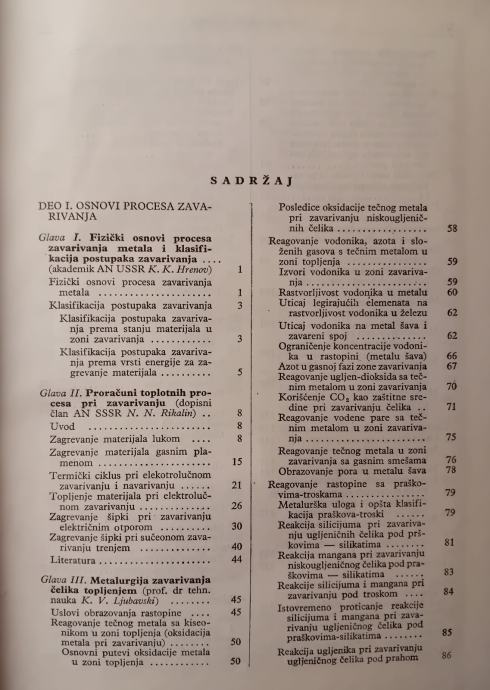 SADRŽAJ
DEO I. OSNOVI PROCESA ZAVA-
RIVANJA
Glava I. Fizički osnovi procesa
zavarivanja metala i klasifi-
kacija postupaka zavarivanja ....
(akademik AN USSR K. K. Hrenov) 1
Fizički osnovi procesa zavarivanja
metala ..................... 1
Klasifikacija postupaka zavarivanja 3
Klasifikacija postupaka zavariva-
nja prema stanju materijala u
zoni zavarivanja ............ 3
Klasifikacija postupaka zavariva-
nja prema vrsti energije za za-
grevanje materijala .......... 5
Glava II. Proračuni toplotnih pro-
cesa pri zavarivanju (dopisni
član AN SSSR N. N. Rikalin) .. 8
Uvod ..................... 8
Zagrevanje materijala lukom .... 8
Zagrevanje materijala gasnim pla-
menom ................... 15
Termički ciklus pri elekotrolučnom
zavarivanju i navarivanju ...... 21
Topljenje materijala pri elektroluč-
nom zavarivanju ............. 26
Zagrevanje šipki pri zavarivanju
električnim otporom .......... 30
Zagrevanje šipki pri sučeonom zava-
rivanju trenjem ............ 40
Literatura ................... 44
Glava III. Metalurgija zavarivanja
čelika topljenjem (prof. dr tehn.
nauka K. V. Ljubavski) ........ 45
Uslovi obrazovanja rastopine .... 45
Reagovanje tečnog metala sa kiseo-
nikom u zoni topljenja (oksidacija
metala pri zavarivanju) ........ 50
Osnovni putevi oksidacije metala
u zoni topljenja ............ 50
Posledice oksidacije tečnog metala
pri zavarivanju niskougljenič-
nih čelika .................. 58
Reagovanje vodonika, azota i slo-
ženih gasova s tečnim metalom u
zoni topljenja ................ 59
Izvori vodonika u zoni zavariva-
nja ........................ 59
Rastvorljivost vodonika u metalu 60
Uticaj legirajućih elemenata na
rastvorljivost vodonika u železu 62
Uticaj vodonika na metal šava i
zavareni spoj ................ 62
Ograničenje koncentracije vodoni-
ka u rastopini (metalu šava) 66
Azot u gasnoj fazi zone zavarivanja 67
Reagovanje ugljen-dioksida sa teč-
nim metalom u zoni zavarivanja 70
Korišćenje CO₂ kao zaštitne sre-
dine pri zavarivanju čelika .. 71
Reagovanje vodene pare sa teč-
nim metalom u zoni zavariva-
nja ........................ 75
Reagovanje tečnog metala u zoni
zavarivanja sa gasnim smešama 76
Obrazovanje pora u metalu šava 78
Reagovanje rastopine sa praško-
vima-troskama ................ 79
Metalurška uloga i opšta klasifi-
kacija praškova-troski ...... 79
Reakcija silicijuma pri zavariva-
nju ugljeničnih čelika pod prš-
kovima — silikatima ........ 81
Reakcija mangana pri zavarivanju
niskougljeničnog čelika pod pra-
škovima — silikatima ....... 83
Reakcije silicijuma i mangana pri
zavarivanju pod troskom .... 84
Istovremeno proticanje reakcije
silicijuma i mangana pri zava-
rivanju ugljeničnog čelika pod
praškovima-silikatima ........ 85
Reakcija ugljenika pri zavarivanju
ugljeničnog čelika pod prahom 86